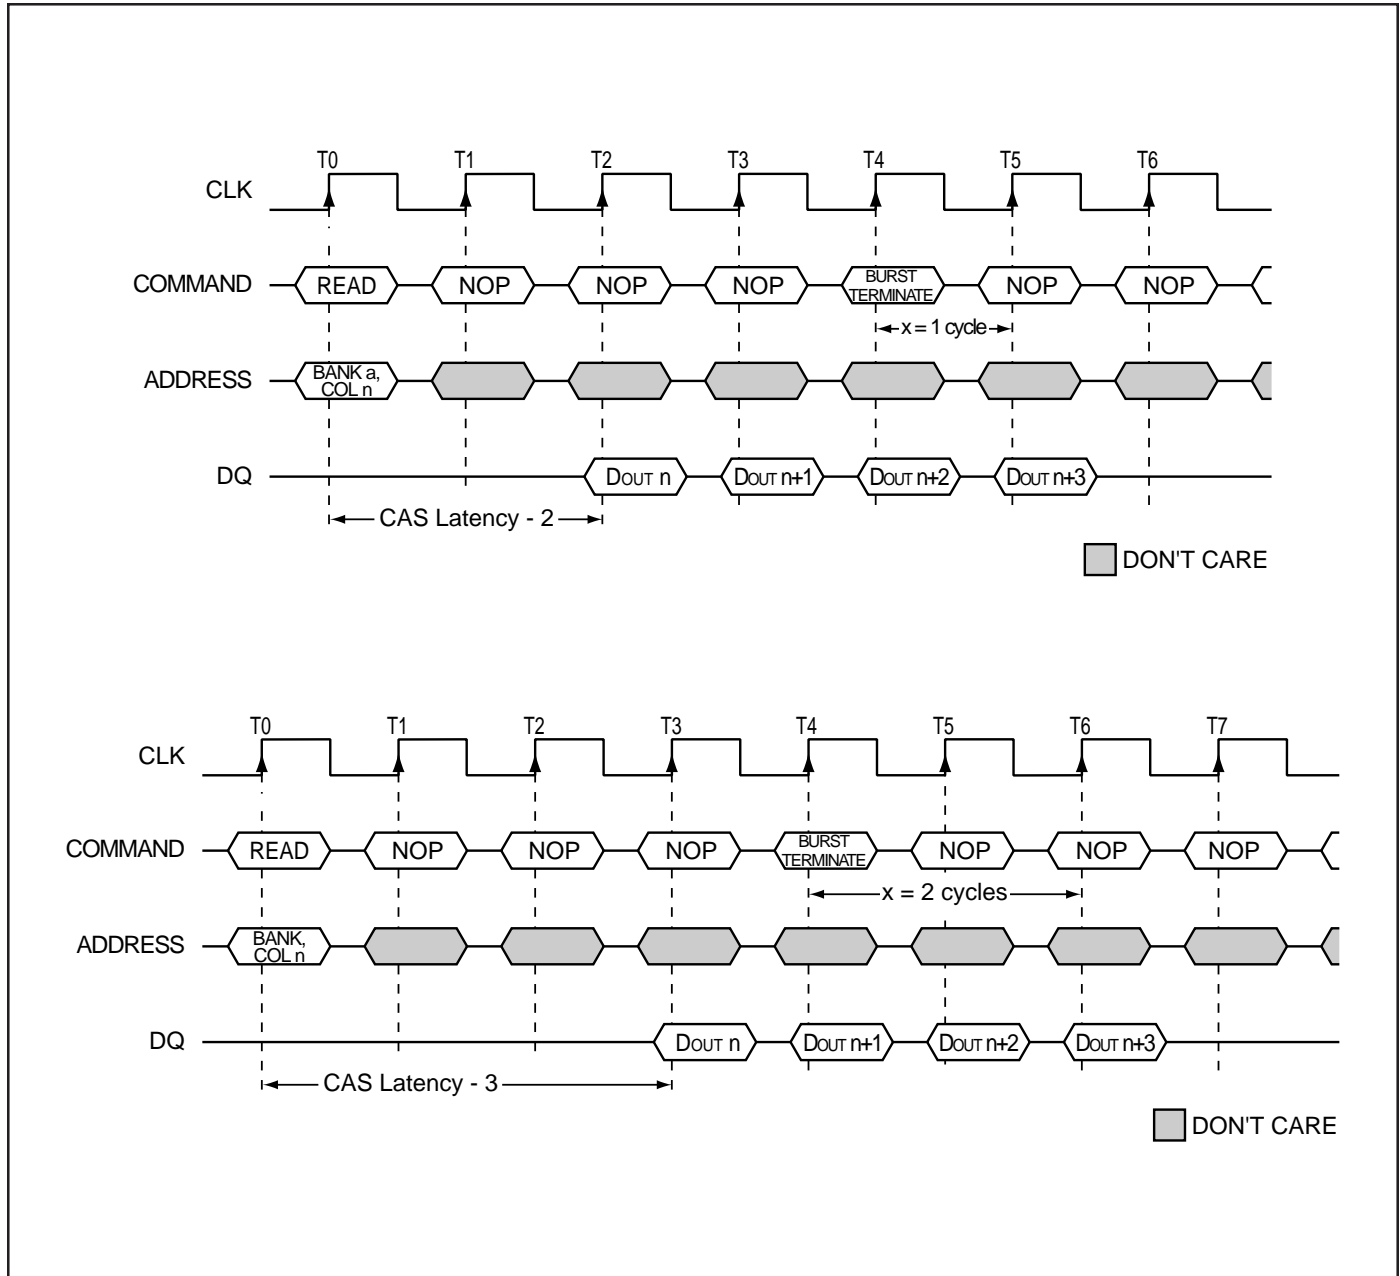 T0 T1 T2 T3 T4 T5 T6
CLK
COMMAND READ NOP NOP NOP BURST TERMINATE NOP NOP
x = 1 cycle
ADDRESS BANK a, COL n
DQ DOUT n DOUT n+1 DOUT n+2 DOUT n+3
CAS Latency - 2
DON'T CARE
T0 T1 T2 T3 T4 T5 T6 T7
CLK
COMMAND READ NOP NOP NOP BURST TERMINATE NOP NOP NOP
x = 2 cycles
ADDRESS BANK, COL n
DQ DOUT n DOUT n+1 DOUT n+2 DOUT n+3
CAS Latency - 3
DON'T CARE